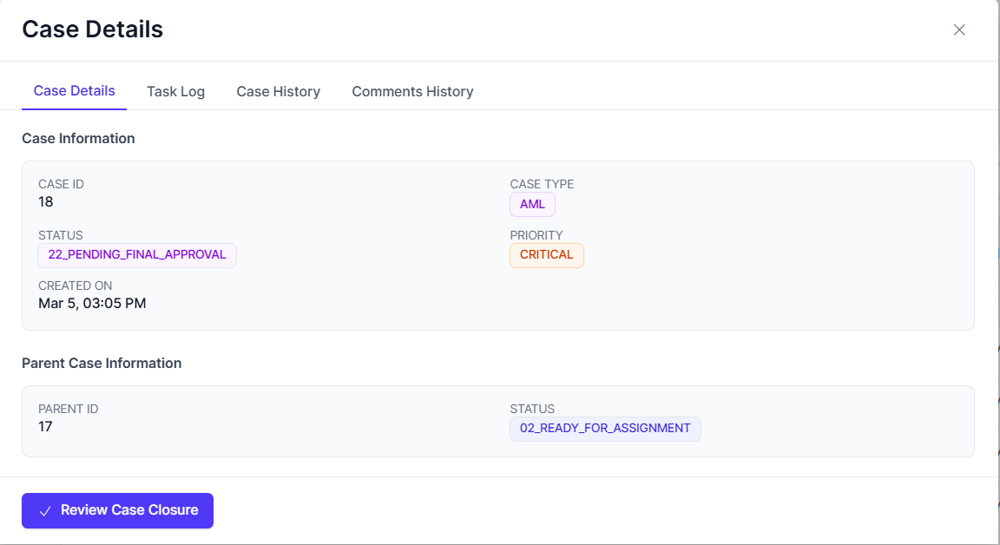 Case Details
Case Details Task Log Case History Comments History
Case Information
CASE ID CASE TYPE
18 AML
STATUS PRIORITY
22_PENDING_FINAL_APPROVAL CRITICAL
CREATED ON
Mar 5, 03:05 PM
Parent Case Information
PARENT ID STATUS
17 02_READY_FOR_ASSIGNMENT
Review Case Closure